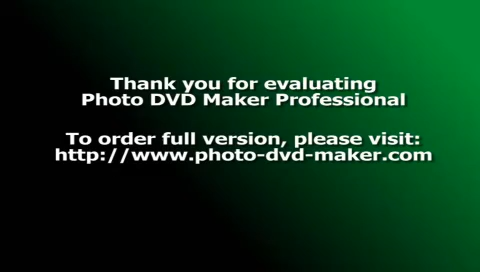 Thank you for evaluating
Photo DVD Maker Professional
To order full version, please visit:
http://www.photo-dvd-maker.com